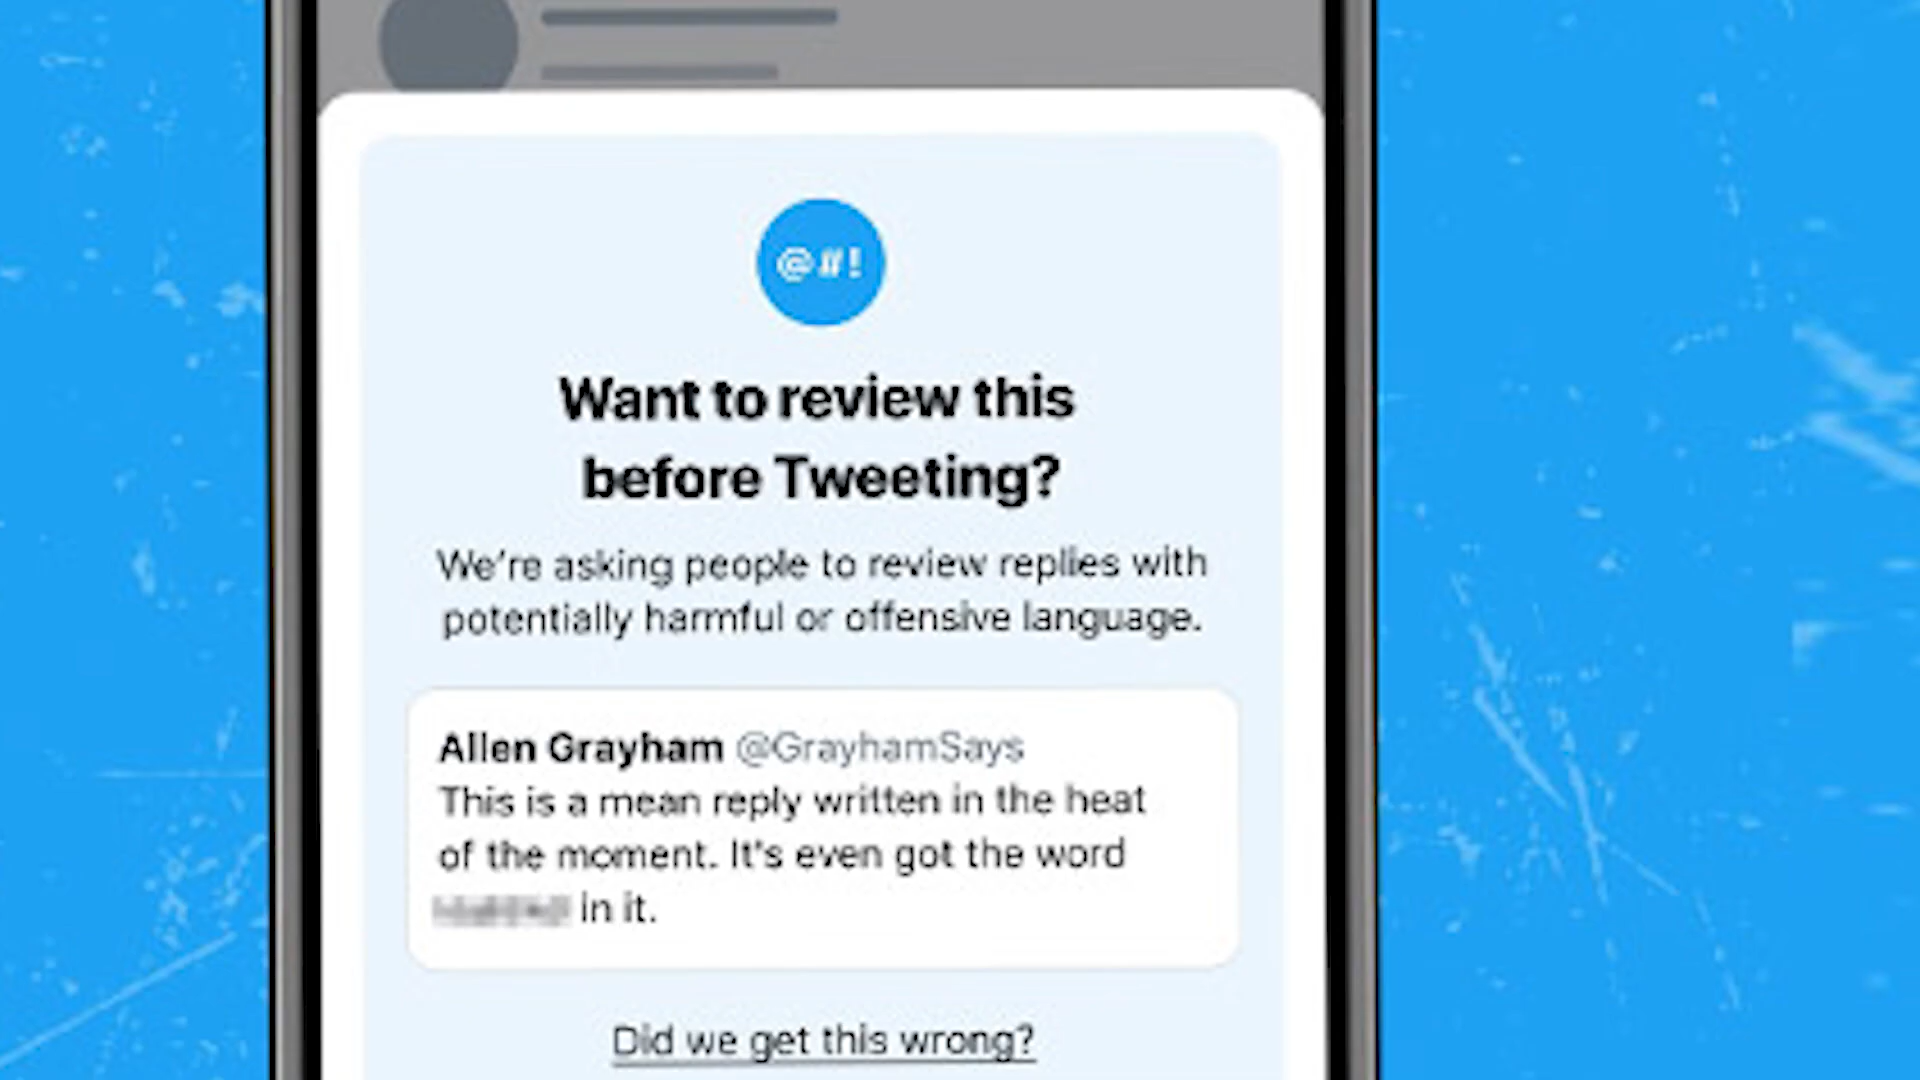 @#!
Want to review this
before Tweeting?
We're asking people to review replies with
potentially harmful or offensive language.
Allen Grayham @GrayhamSays
This is a mean reply written in the heat
of the moment. It's even got the word
in it.
Did we get this wrong?